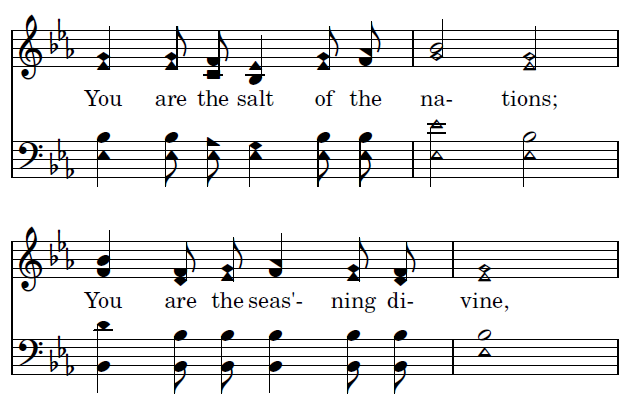 You are the salt of the na- tions;
You are the seas'- ning di- vine,